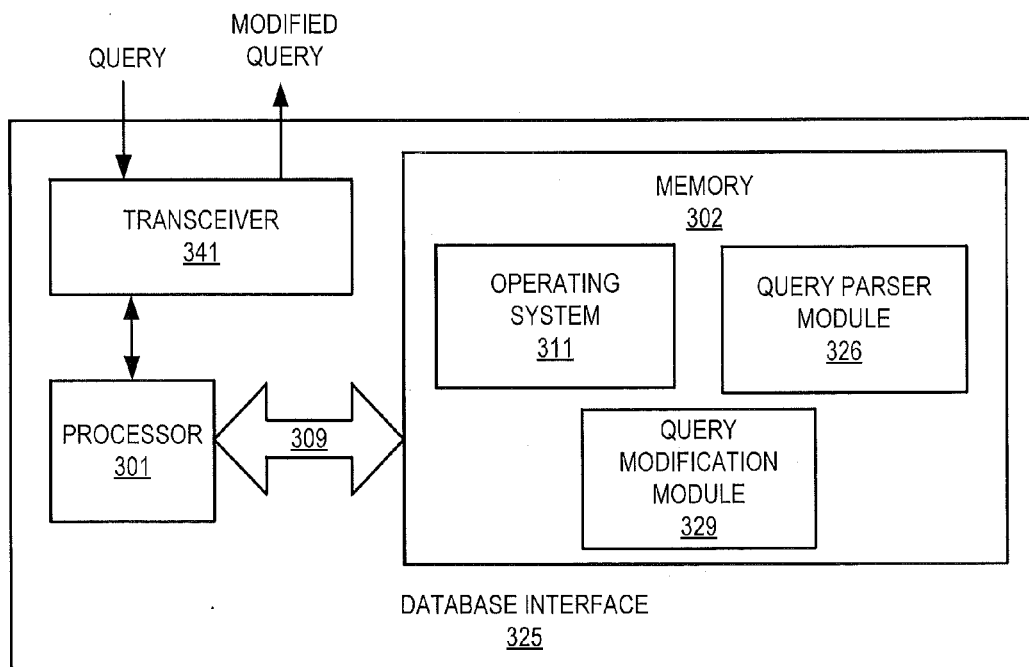 QUERY
MODIFIED
QUERY
TRANSCEIVER
341
PROCESSOR
301
309
MEMORY
302
OPERATING
SYSTEM
311
QUERY PARSER
MODULE
326
QUERY
MODIFICATION
MODULE
329
DATABASE INTERFACE
325